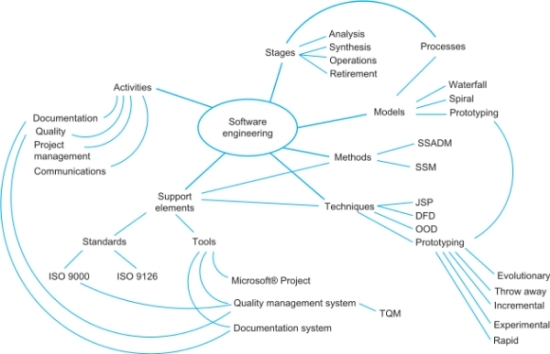 Analysis
Stages
Synthesis
Operations
Retirement
Processes
Activities
Waterfall
Spiral
Prototyping
Models
Documentation
Quality
Project
management
Communications
Software
engineering
SSADM
Methods
SSM
Support
elements
Techniques
JSP
DFD
OOD
Prototyping
Standards
Tools
ISO 9000
ISO 9126
Microsoft® Project
Quality management system
TQM
Documentation system
Evolutionary
Throw away
Incremental
Experimental
Rapid